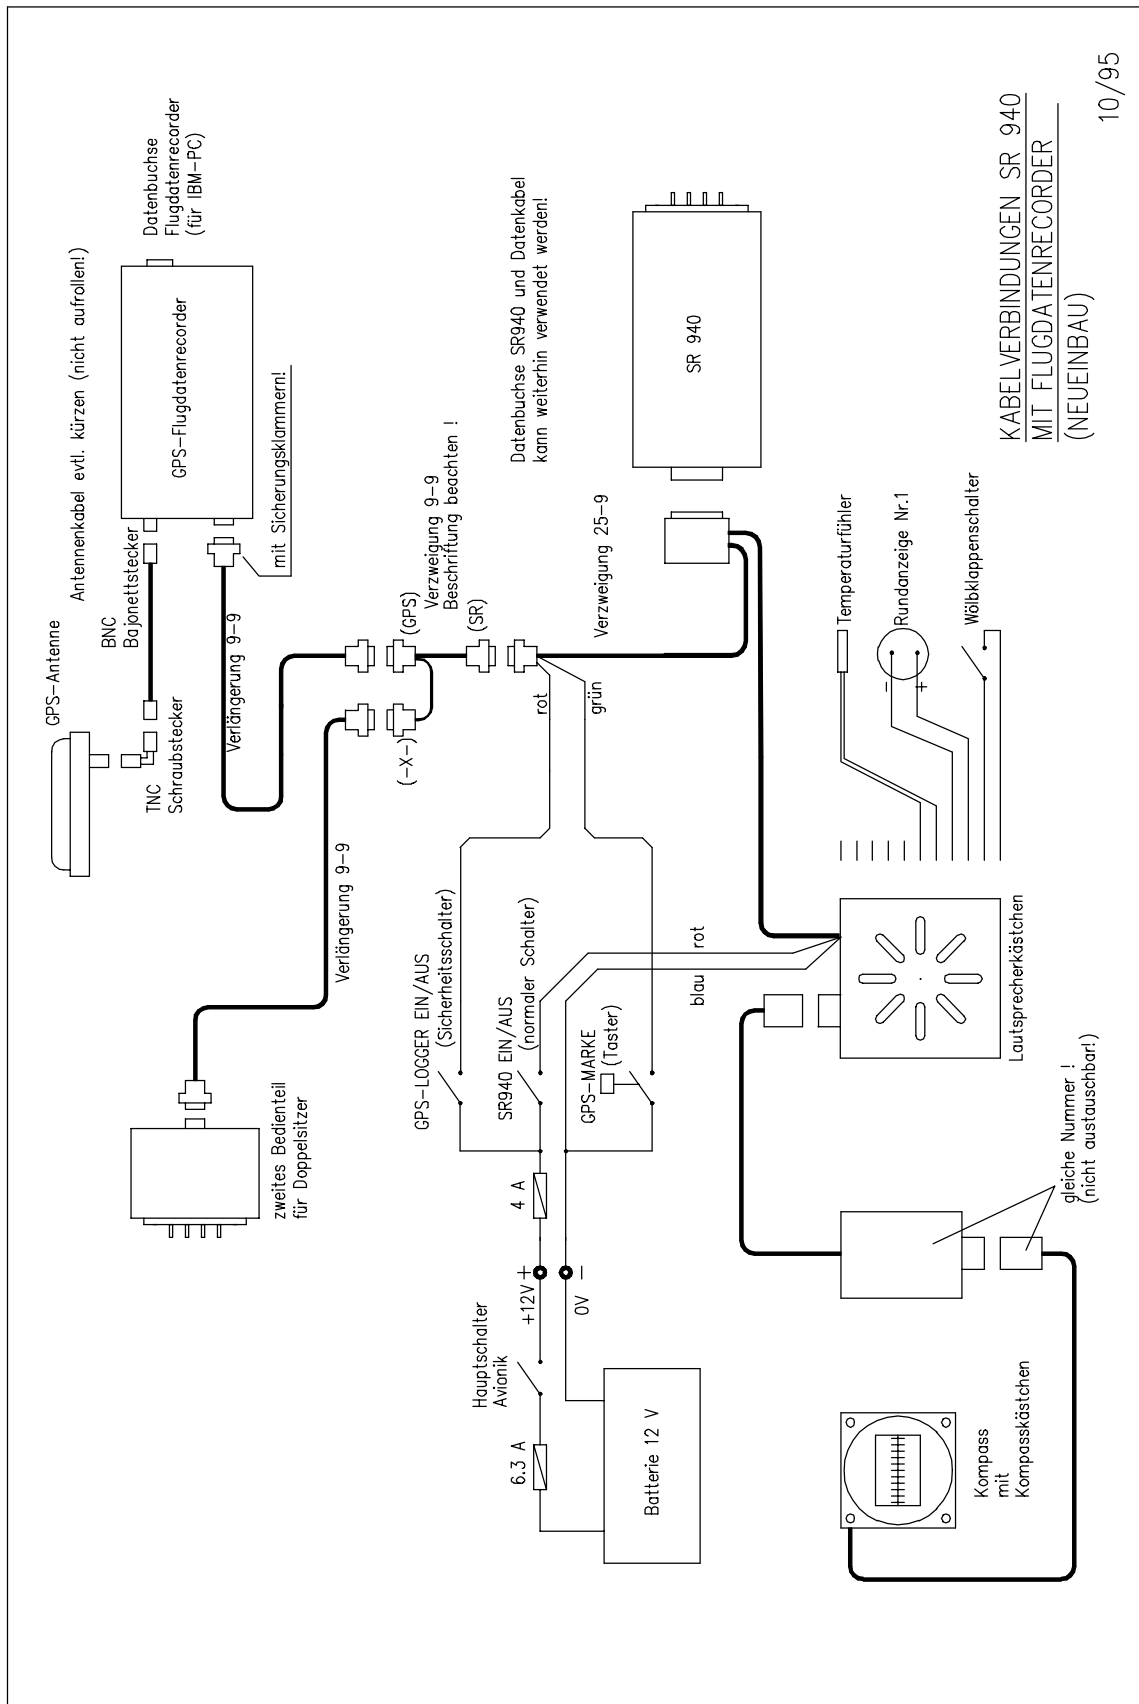 GPS-Antenne
TNC
Schraubstecker
BNC
Bajonettstecker
Antennenkabel evtl. kürzen (nicht aufrollen!)
Datenbuchse
Flugdatenrecorder
(für IBM-PC)
GPS-Flugdatenrecorder
mit Sicherungsklammern!
Verlängerung 9-9
Verlängerung 9-9
zweites Bedienteil
für Doppelsitzer
(-X-)
(GPS)
Verzweigung 9-9
Beschriftung beachten !
(SR)
rot
grün
Verzweigung 25-9
Datenbuchse SR940 und Datenkabel
kann weiterhin verwendet werden!
SR 940
GPS-LOGGER EIN/AUS
(Sicherheitsschalter)
SR940 EIN/AUS
(normaler Schalter)
GPS-MARKE
(Taster)
Hauptschalter
Avionik
6.3 A
+12V
+
4 A
0V
-
Batterie 12 V
blau
rot
Temperaturfühler
Rundanzeige Nr.1
-
+
Wölbklappenschalter
Lautsprecherkästchen
gleiche Nummer !
(nicht austauschbar!)
Kompass
mit
Kompasskästchen
KABELVERBINDUNGEN SR 940
MIT FLUGDATENRECORDER
(NEUEINBAU)
10/95